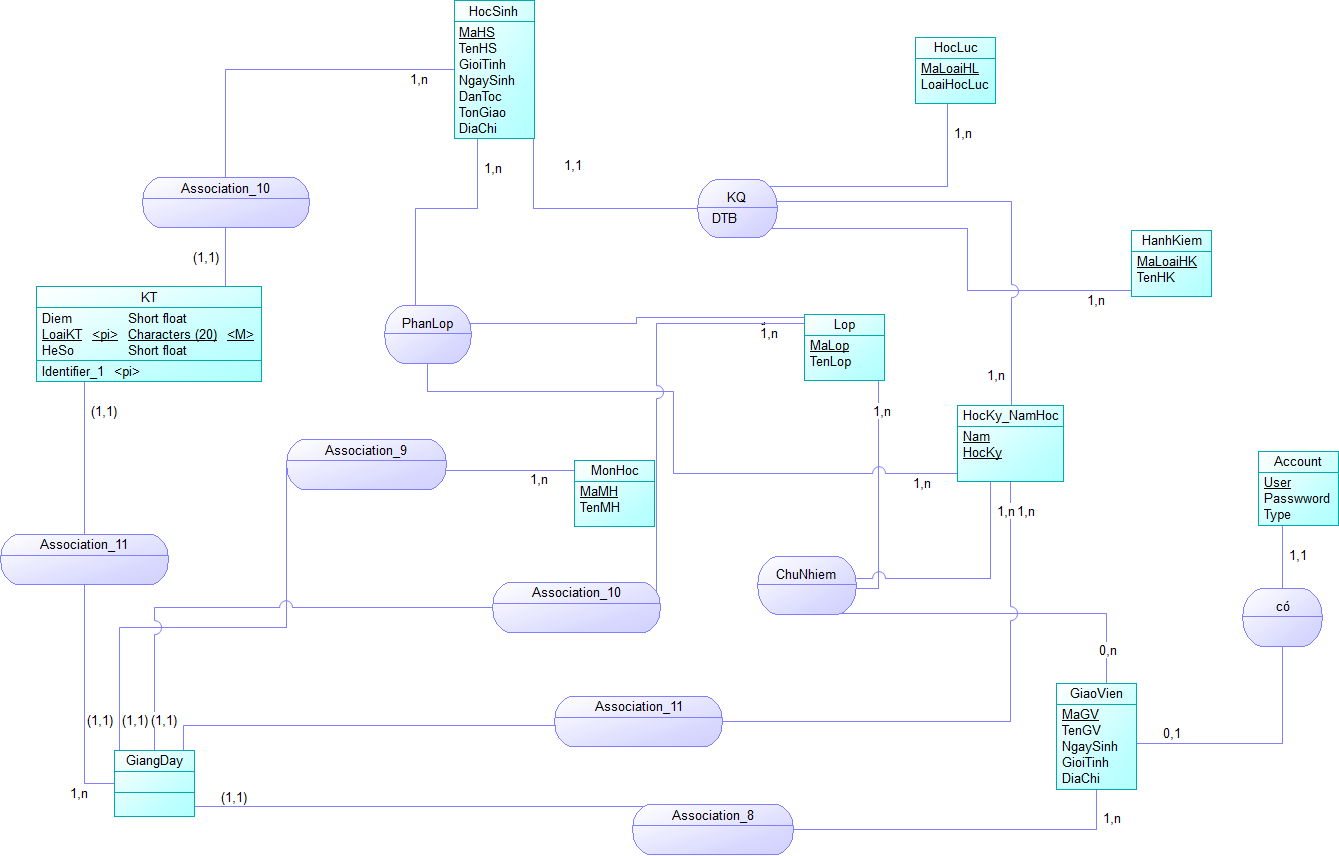 HocSinh
MaHS
TenHS
GioiTinh
NgaySinh
DanToc
TonGiao
DiaChi
1,n
HocLuc
MaLoaiHL
LoaiHocLuc
1,n
1,n
1,1
Association_10
KQ
DTB
(1,1)
HanhKiem
MaLoaiHK
TenHK
1,n
KT
Diem Short float
LoaiKT <pi> Characters (20) <M>
HeSo Short float
Identifier_1 <pi>
PhanLop
1,n
Lop
MaLop
TenLop
1,n
(1,1)
1,n
HocKy_NamHoc
Nam
HocKy
Association_9
1,n
MonHoc
MaMH
TenMH
1,n
1,n 1,n
Account
User
Passwword
Type
1,1
Association_11
ChuNhiem
Association_10
có
0,n
GiaoVien
MaGV
TenGV
NgaySinh
GioiTinh
DiaChi
0,1
Association_11
(1,1) (1,1) (1,1)
GiangDay
1,n
(1,1)
Association_8
1,n